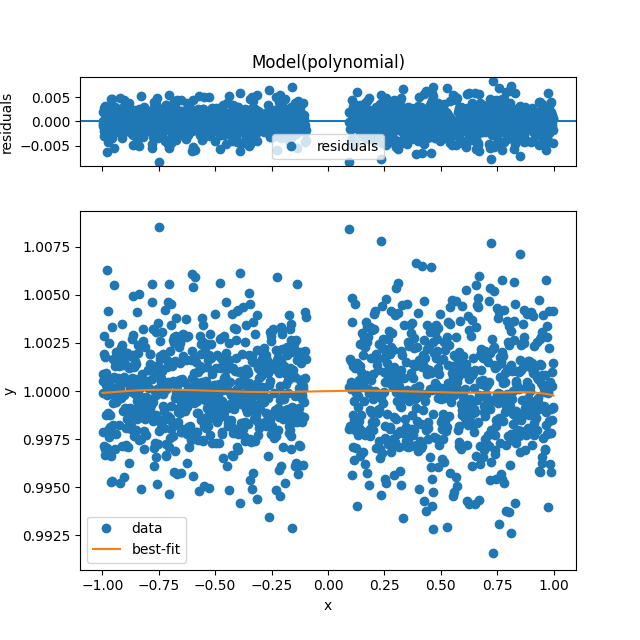 Model(polynomial)
residuals
0.005
0.000
−0.005
residuals
y
1.0075
1.0050
1.0025
1.0000
0.9975
0.9950
0.9925
data
best-fit
−1.00 −0.75 −0.50 −0.25 0.00 0.25 0.50 0.75 1.00
x